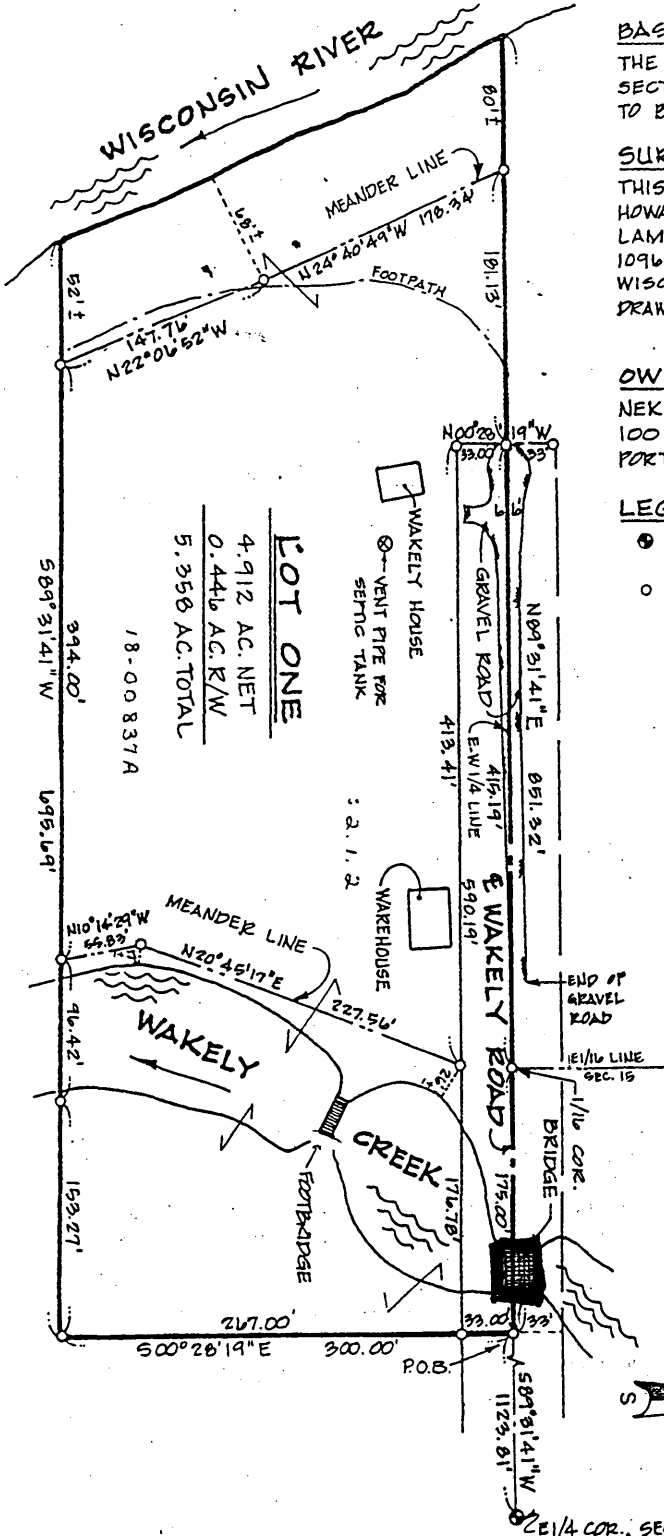 WISCONSIN RIVER
80'±
MEANDER LINE
178.34'
N24°40'49"W
68'±
FOOTPATH
181.13'
52'±
147.76'
N22°06'52"W
N00°28'19"W
33.00'
33'
66'
WAKELY HOUSE
VENT PIPE FOR
SEPTIC TANK
GRAVEL ROAD
N89°31'41"E
851.32'
E-W 1/4 LINE
415.19'
413.41'
590.19'
LOT ONE
4.912 AC. NET
0.446 AC. R/W
5.358 AC. TOTAL
18-00837A
: 2.1.2
S89°31'41"W
394.00'
695.69'
WAREHOUSE
℄ WAKELY ROAD
END OF
GRAVEL
ROAD
E1/16 LINE
SEC. 15
1/16 COR.
BRIDGE
MEANDER LINE
N10°14'29"W
55.83'
N20°45'17"E
227.56'
WAKELY
CREEK
FOOTBRIDGE
96.42'
153.27'
176.78'
175.00'
267.00'
S00°28'19"E
300.00'
33.00'
33'
P.O.B.
S89°31'41"W
1123.81'
E1/4 COR., SE
S
BAS
THE
SECT
TO B
SUR
THIS
HOWA
LAM
1096
WISC
DRAW
OW
NEK
100
PORT
LEG